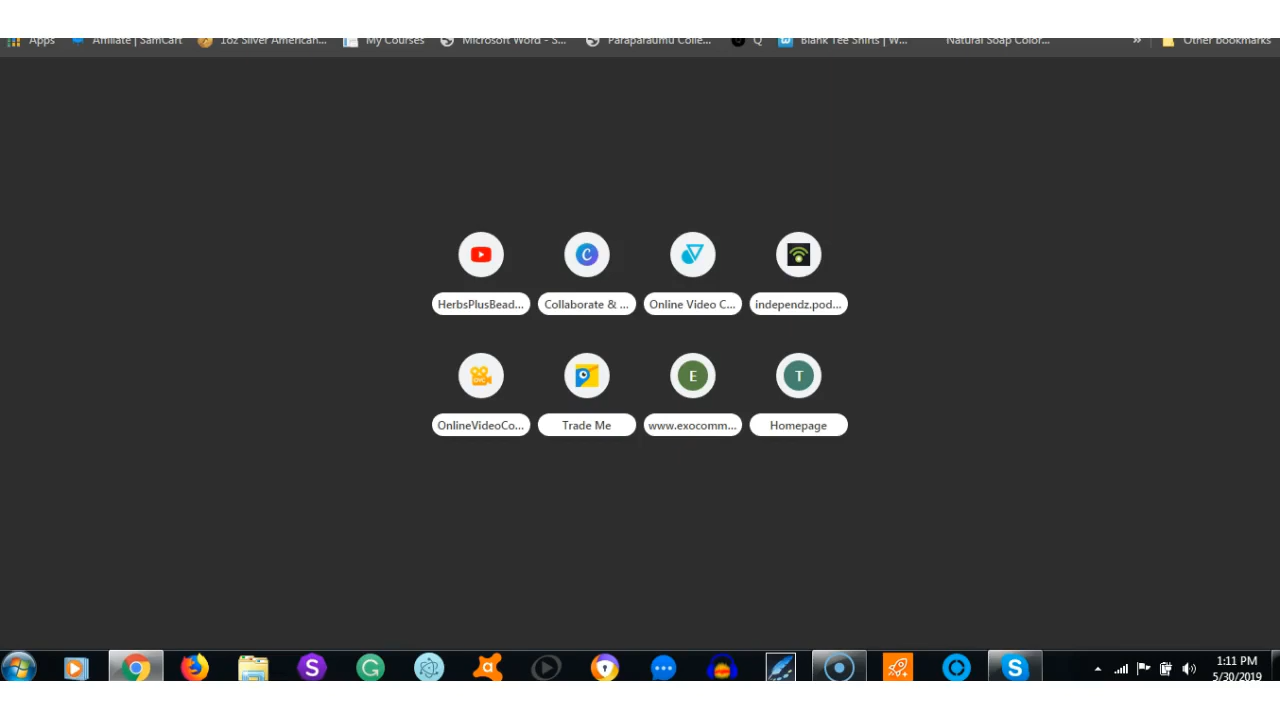 Apps Affiliate | SamCart 1oz Silver American... My Courses Microsoft Word - S... Paraparaumu Colle... Q Blank Tee Shirts | W... Natural Soap Color... » Other bookmarks
HerbsPlusBead... Collaborate & ... Online Video C... independz.pod...
E T
OnlineVideoCo... Trade Me www.exocomm... Homepage
1:11 PM
5/30/2019